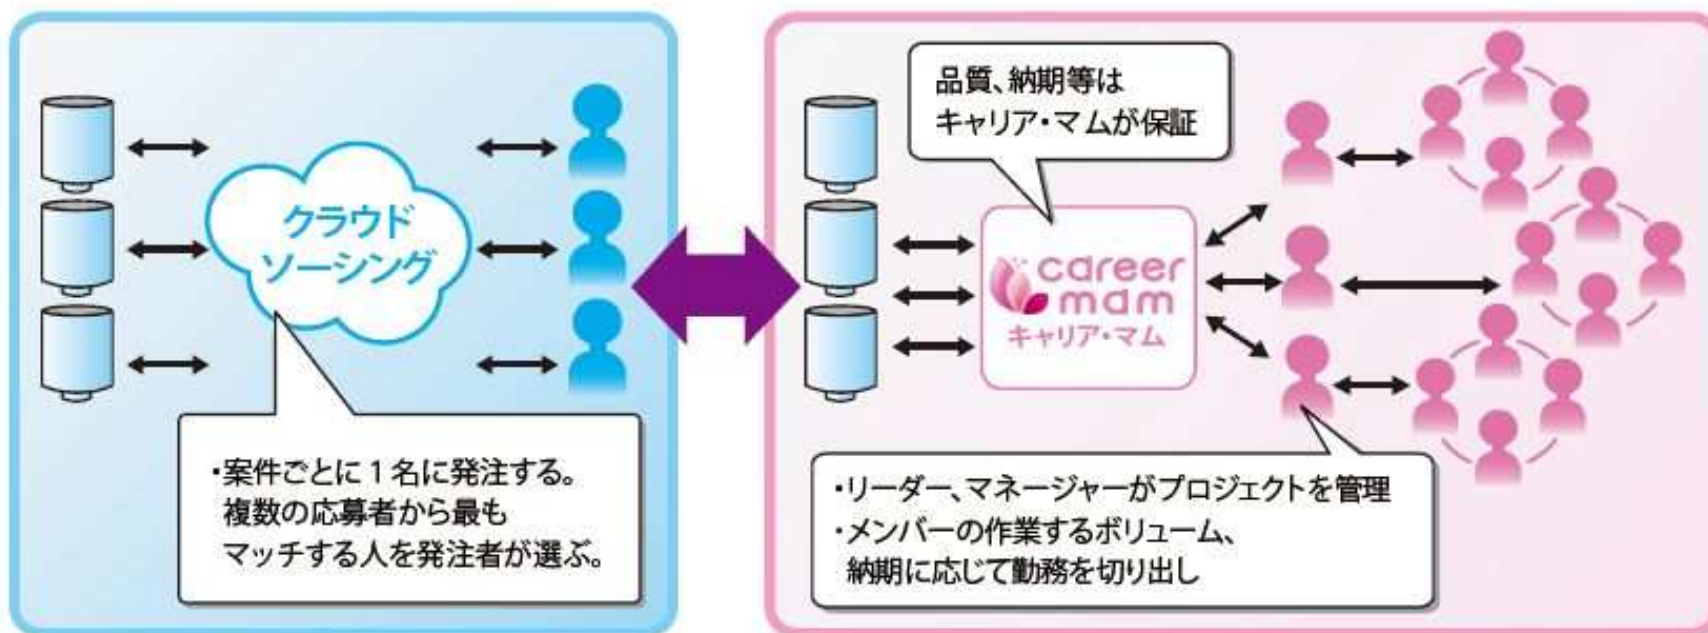 クラウド
ソーシング
・案件ごとに1名に発注する。
複数の応募者から最も
マッチする人を発注者が選ぶ。
品質、納期等は
キャリア・マムが保証
career
mam
キャリア・マム
・リーダー、マネージャーがプロジェクトを管理
・メンバーの作業するボリューム、
納期に応じて勤務を切り出し